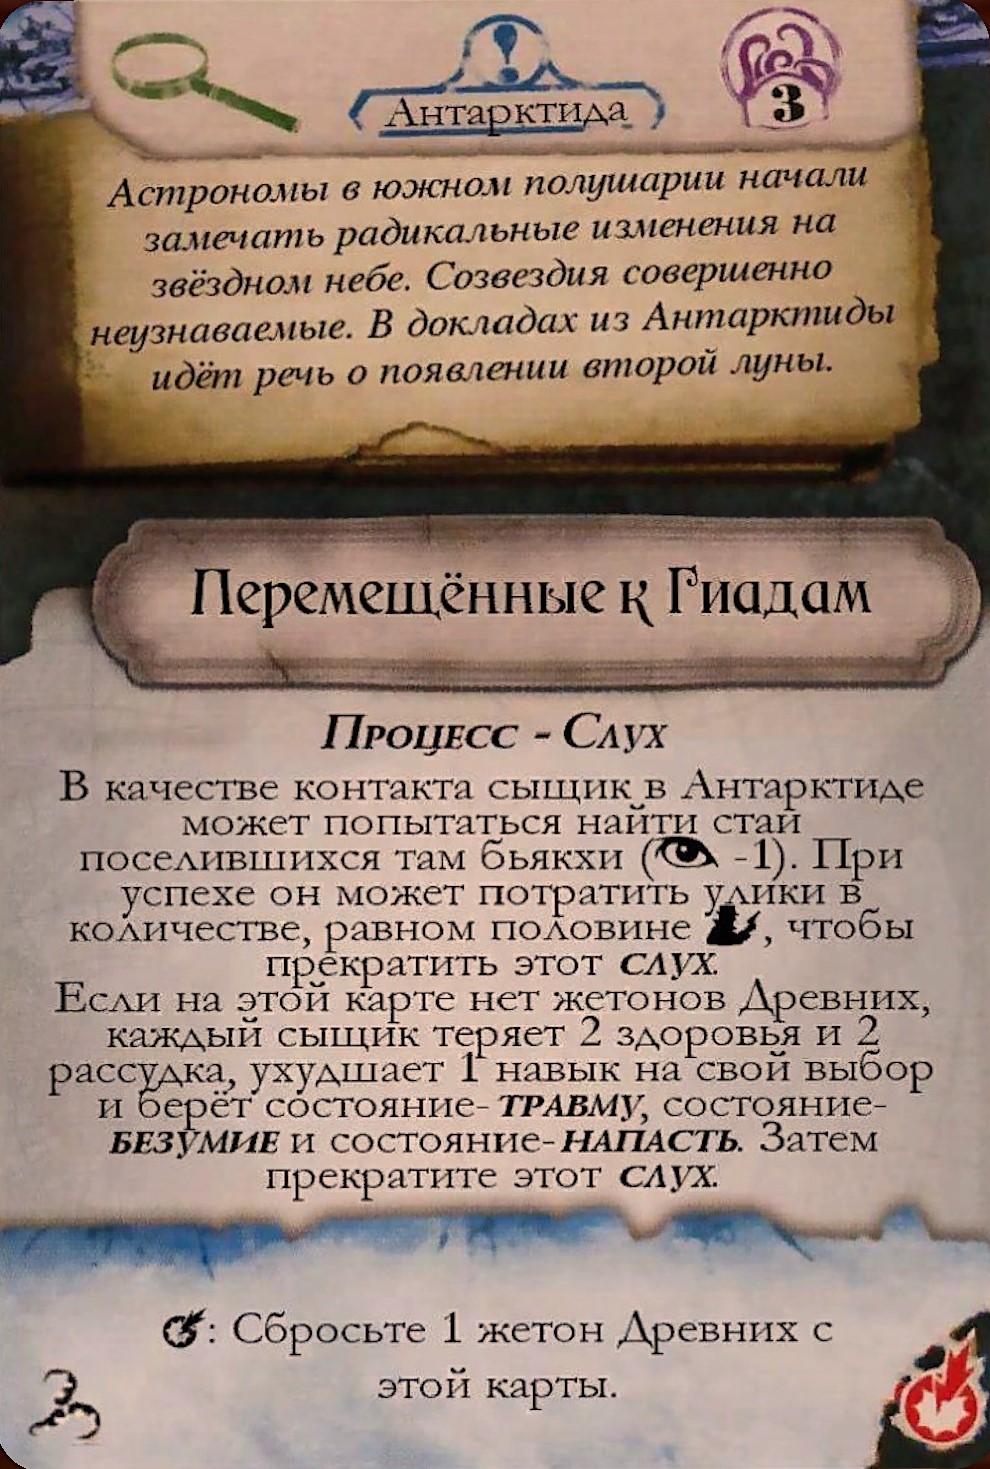 3
Антарктида
Астрономы в южном полушарии начали
замечать радикальные изменения на
звёздном небе. Созвездия совершенно
неузнаваемые. В докладах из Антарктиды
идёт речь о появлении второй луны.
Перемещённые к Гиадам
Процесс - Слух
В качестве контакта сыщик в Антарктиде
может попытаться найти стаи
поселившихся там бьякхи ( -1). При
успехе он может потратить улики в
количестве, равном половине , чтобы
прекратить этот СЛУХ.
Если на этой карте нет жетонов Древних,
каждый сыщик теряет 2 здоровья и 2
рассудка, ухудшает 1 навык на свой выбор
и берёт состояние-ТРАВМУ, состояние-
БЕЗУМИЕ и состояние-НАПАСТЬ. Затем
прекратите этот СЛУХ.
: Сбросьте 1 жетон Древних с
этой карты.